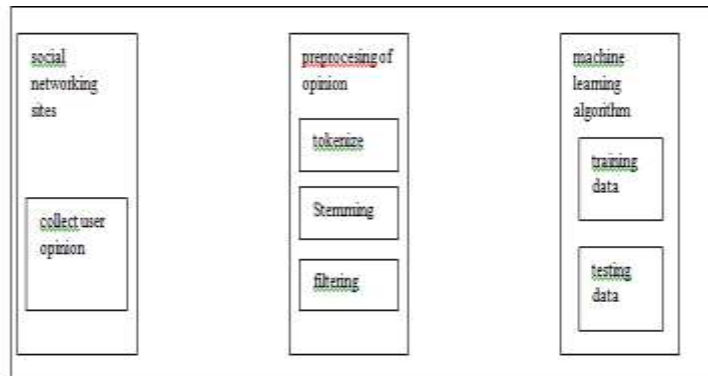 social
networking
sites
collect user
opinion
preprocesing of
opinion
tokenize
Stemming
filtering
machine
learning
algorithm
training
data
testing
data